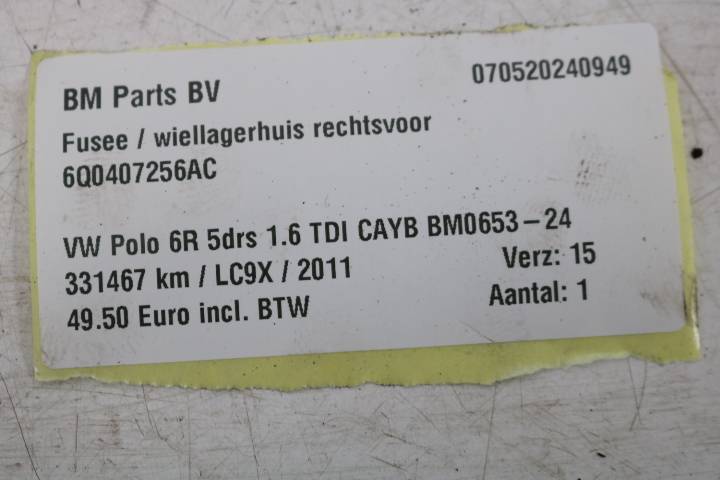 BM Parts BV 070520240949
Fusee / wiellagerhuis rechtsvoor
6Q0407256AC
VW Polo 6R 5drs 1.6 TDI CAYB BM0653-24
331467 km / LC9X / 2011 Verz: 15
49.50 Euro incl. BTW Aantal: 1